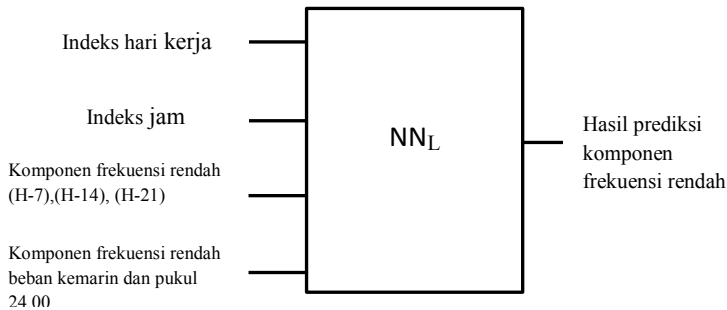 Indeks hari kerja
Indeks jam
Komponen frekuensi rendah
(H-7),(H-14), (H-21)
Komponen frekuensi rendah
beban kemarin dan pukul
24.00
NNL
Hasil prediksi
komponen
frekuensi rendah